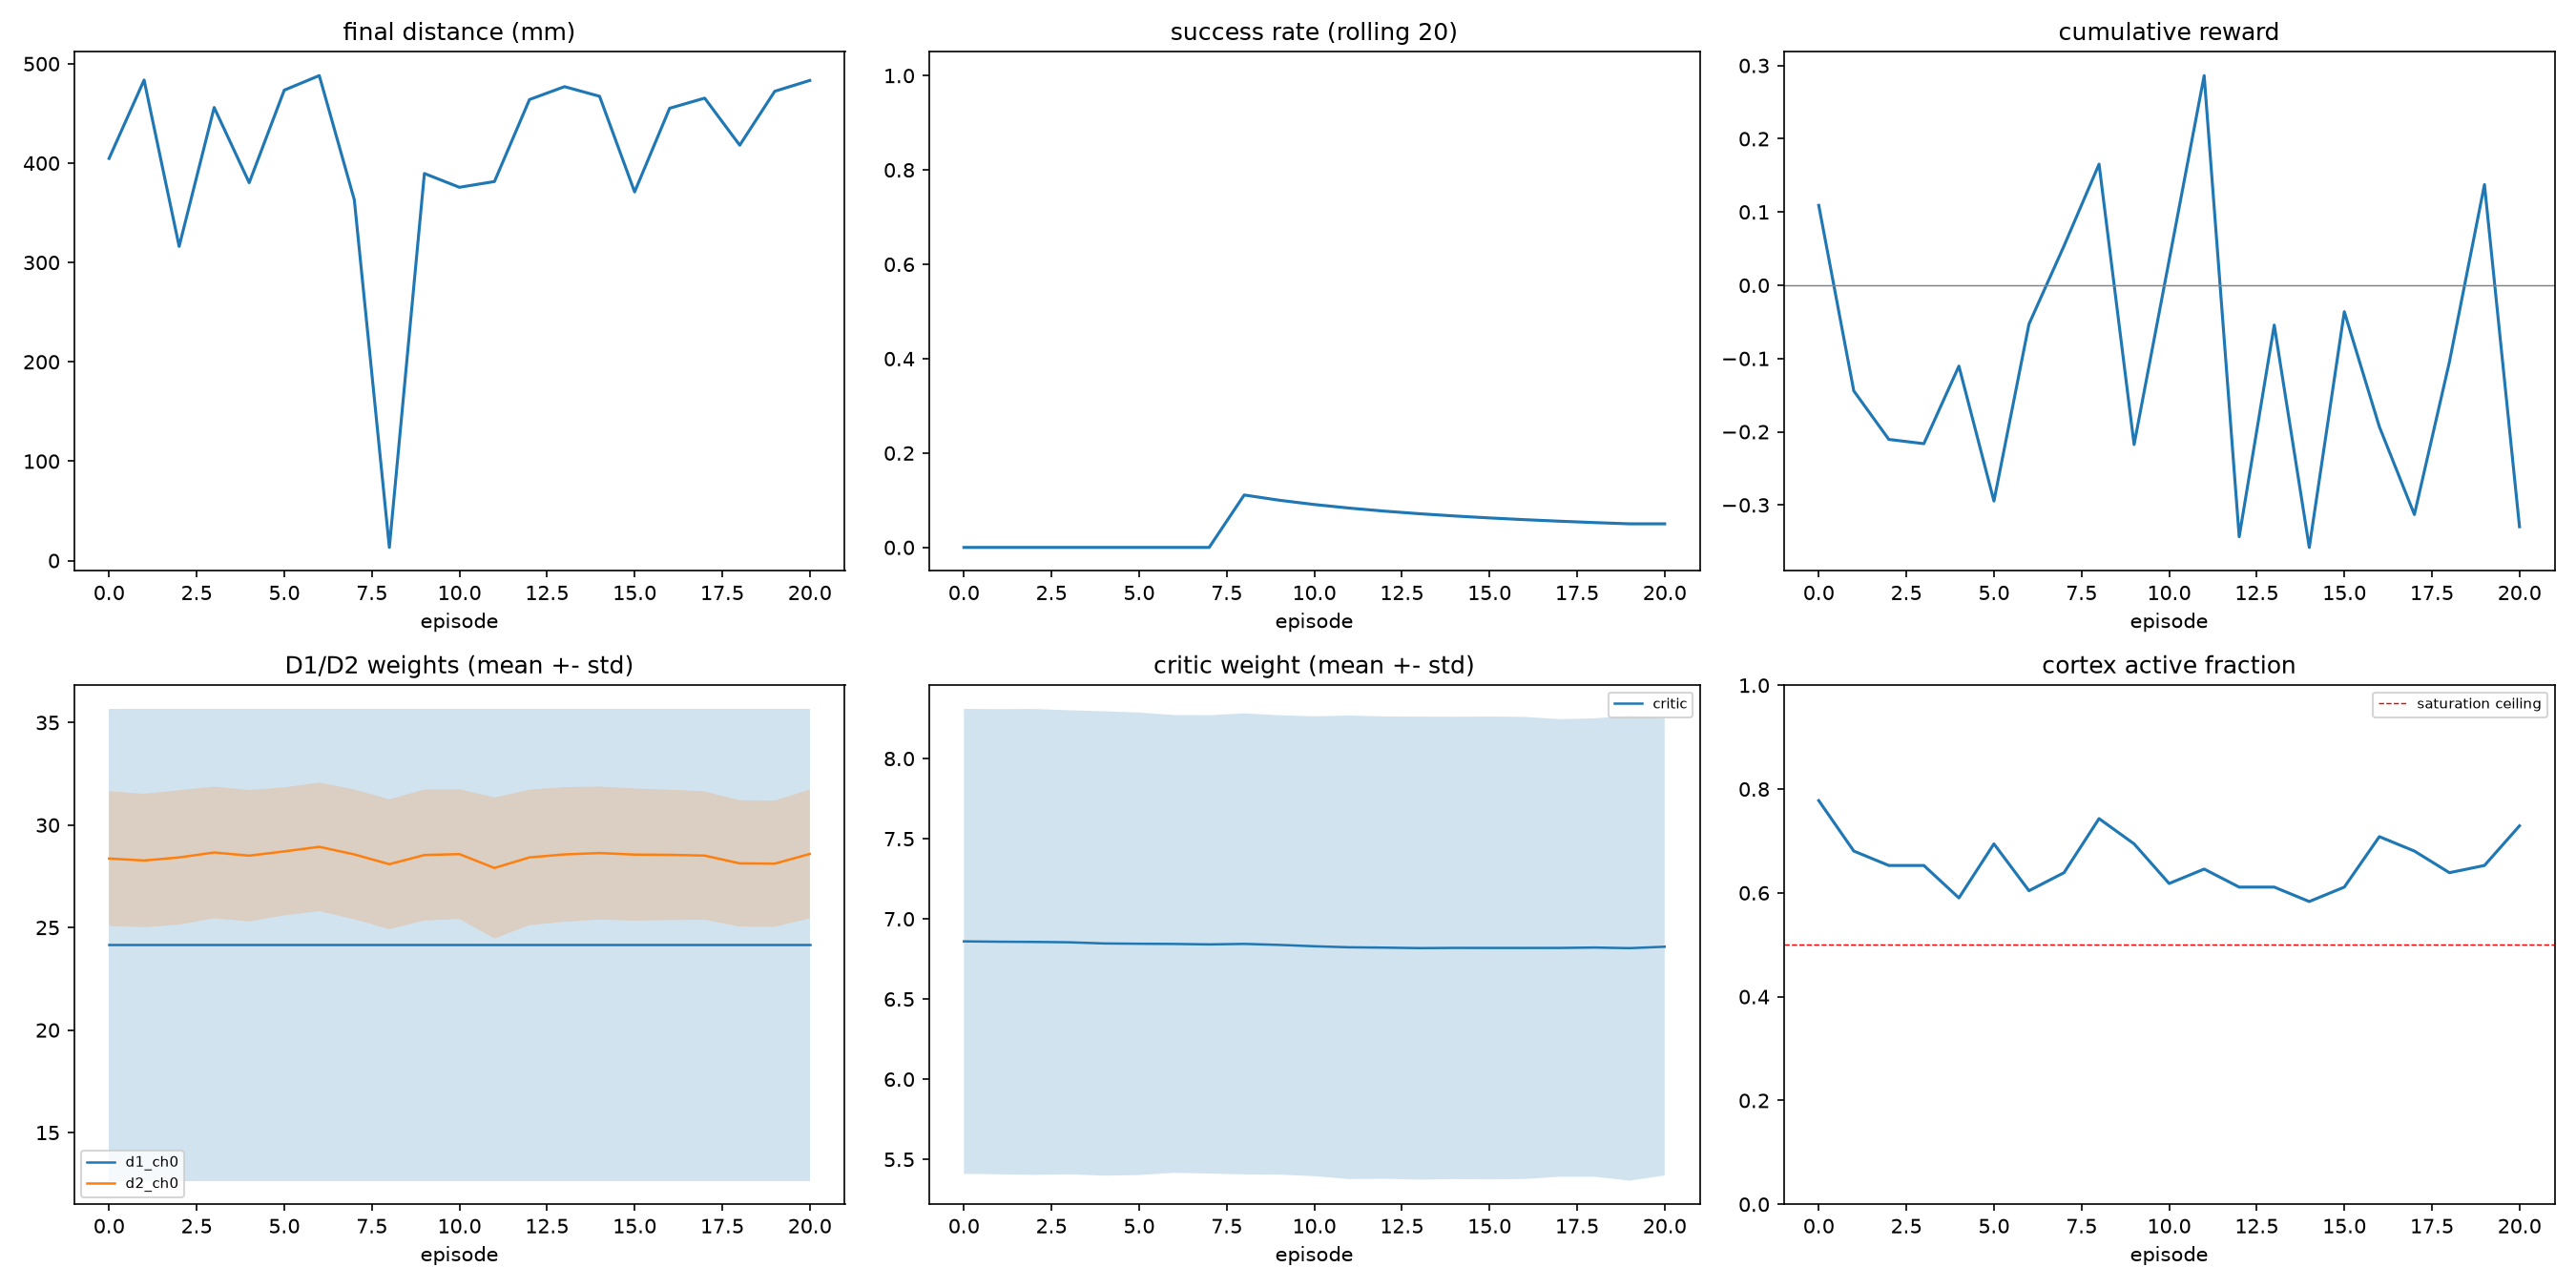 final distance (mm)
500
400
300
200
100
0
0.0 2.5 5.0 7.5 10.0 12.5 15.0 17.5 20.0
episode
success rate (rolling 20)
1.0
0.8
0.6
0.4
0.2
0.0
0.0 2.5 5.0 7.5 10.0 12.5 15.0 17.5 20.0
episode
cumulative reward
0.3
0.2
0.1
0.0
−0.1
−0.2
−0.3
0.0 2.5 5.0 7.5 10.0 12.5 15.0 17.5 20.0
episode
D1/D2 weights (mean +- std)
35
30
25
20
15
d1_ch0
d2_ch0
0.0 2.5 5.0 7.5 10.0 12.5 15.0 17.5 20.0
episode
critic weight (mean +- std)
critic
8.0
7.5
7.0
6.5
6.0
5.5
0.0 2.5 5.0 7.5 10.0 12.5 15.0 17.5 20.0
episode
cortex active fraction
saturation ceiling
1.0
0.8
0.6
0.4
0.2
0.0
0.0 2.5 5.0 7.5 10.0 12.5 15.0 17.5 20.0
episode